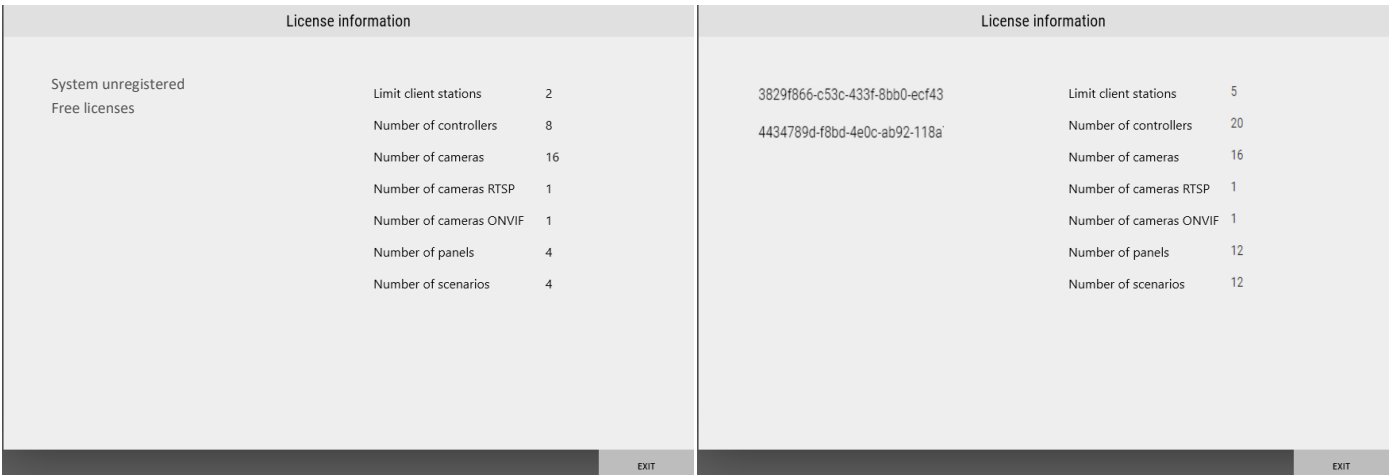 License information
System unregistered
Free licenses
Limit client stations 2
Number of controllers 8
Number of cameras 16
Number of cameras RTSP 1
Number of cameras ONVIF 1
Number of panels 4
Number of scenarios 4
EXIT
License information
3829f866-c53c-433f-8bb0-ecf43
4434789d-f8bd-4e0c-ab92-118a
Limit client stations 5
Number of controllers 20
Number of cameras 16
Number of cameras RTSP 1
Number of cameras ONVIF 1
Number of panels 12
Number of scenarios 12
EXIT